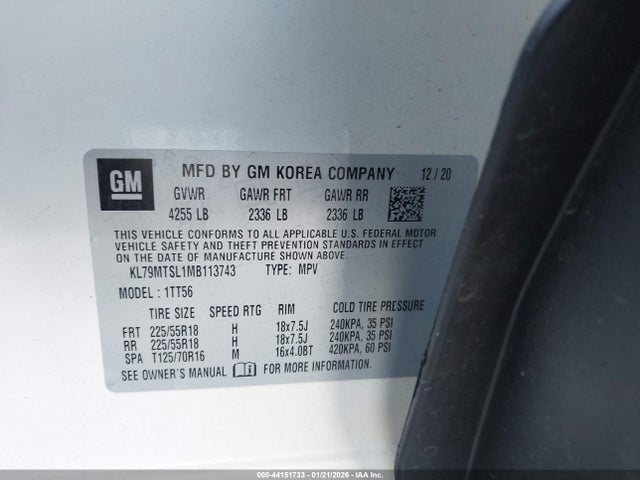 GM
MFD BY GM KOREA COMPANY 12/20
GVWR GAWR FRT GAWR RR
4255 LB 2336 LB 2336 LB
THIS VEHICLE CONFORMS TO ALL APPLICABLE U.S. FEDERAL MOTOR
VEHICLE SAFETY AND THEFT PREVENTION STANDARDS IN EFFECT ON
THE DATE OF MANUFACTURE SHOWN ABOVE.
KL79MTSL1MB113743 TYPE: MPV
MODEL: 1TT56
TIRE SIZE SPEED RTG RIM COLD TIRE PRESSURE
FRT 225/55R18 H 18x7.5J 240KPA, 35 PSI
RR 225/55R18 H 18x7.5J 240KPA, 35 PSI
SPA T125/70R16 M 16x4.0BT 420KPA, 60 PSI
SEE OWNER'S MANUAL i FOR MORE INFORMATION.
000-44151733 - 01/21/2026 - IAAI.COM